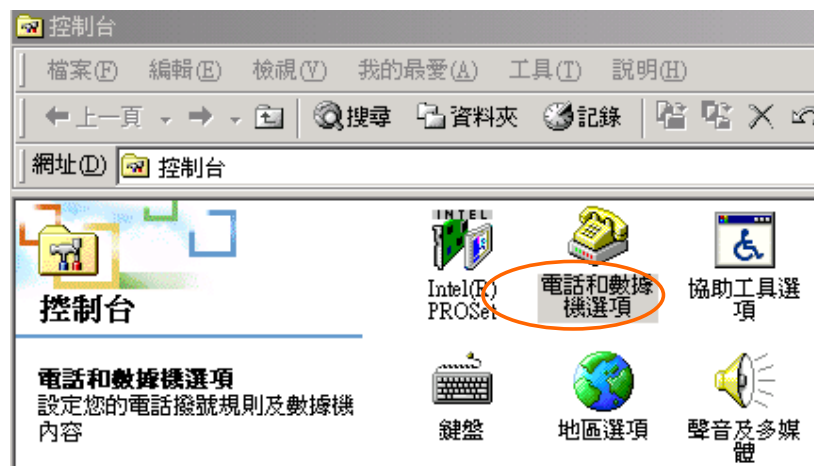 控制台
檔案(F) 編輯(E) 檢視(V) 我的最愛(A) 工具(T) 說明(H)
上一頁 搜尋 資料夾 記錄
網址(D) 控制台
INTEL
Intel(R)
PROSet
電話和數據
機選項
協助工具選
項
控制台
電話和數據機選項
設定您的電話撥號規則及數據機
內容
鍵盤
地區選項
聲音及多媒
體